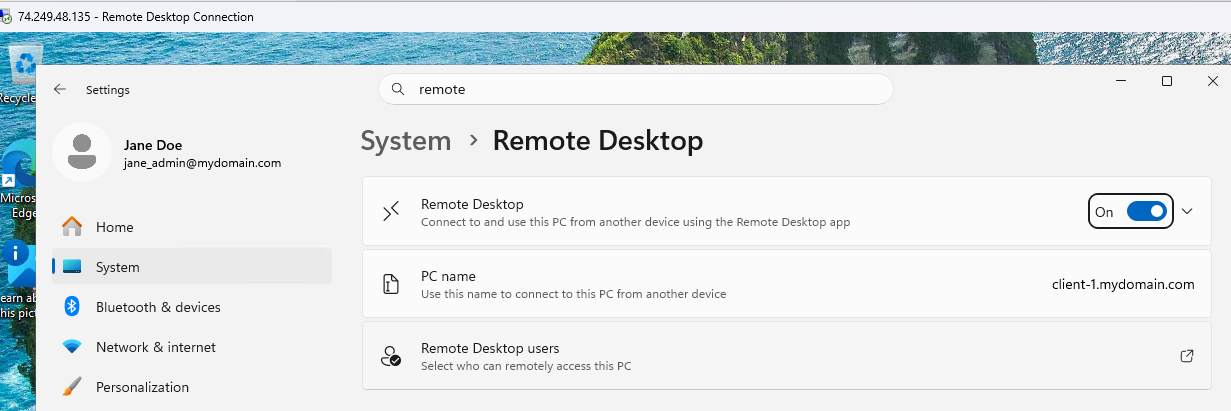 74.249.48.135 - Remote Desktop Connection
Recycle
Settings
remote
Jane Doe
jane_admin@mydomain.com
System > Remote Desktop
Remote Desktop
Connect to and use this PC from another device using the Remote Desktop app
On
Micros
Edge
Home
PC name
Use this name to connect to this PC from another device
client-1.mydomain.com
System
earn ab
his pict
Bluetooth & devices
Network & internet
Remote Desktop users
Select who can remotely access this PC
Personalization